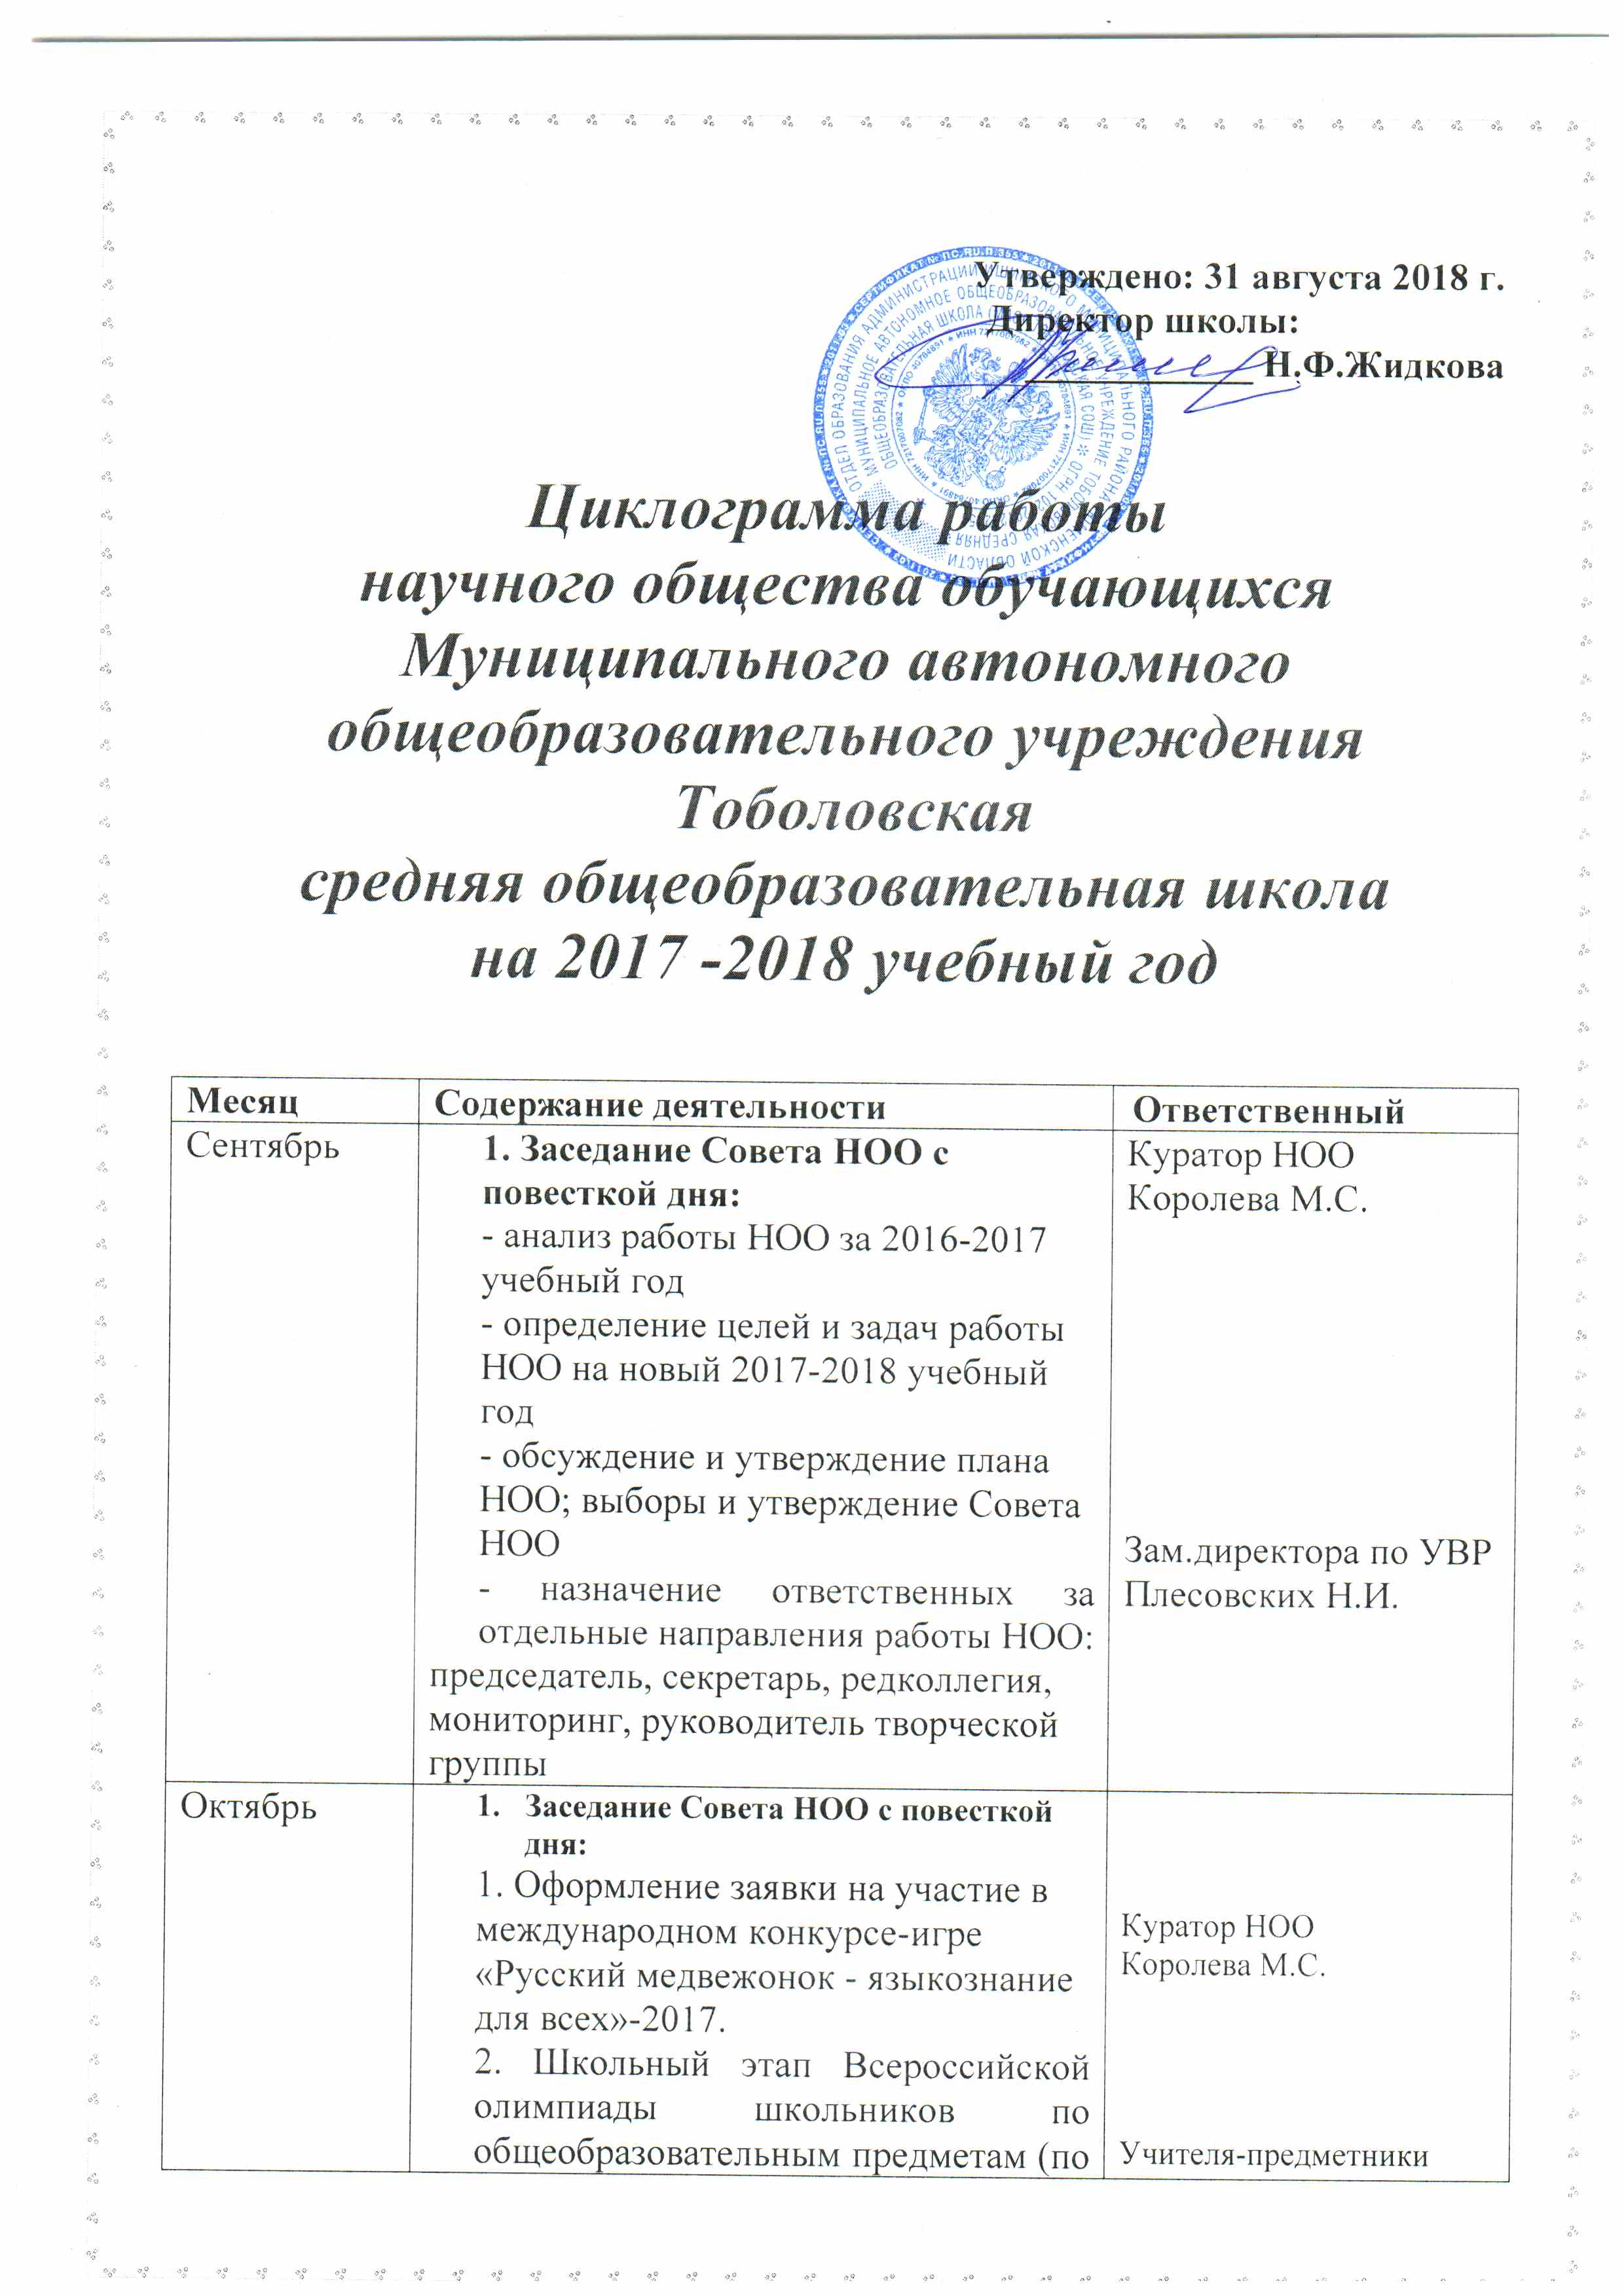 Утверждено: 31 августа 2018 г.
Директор школы:
Н.Ф.Жидкова
Циклограмма работы
научного общества обучающихся
Муниципального автономного
общеобразовательного учреждения
Тоболовская
средняя общеобразовательная школа
на 2017 -2018 учебный год
Месяц
Содержание деятельности
Ответственный
Сентябрь
1. Заседание Совета НОО с
повесткой дня:
- анализ работы НОО за 2016-2017
учебный год
- определение целей и задач работы
НОО на новый 2017-2018 учебный
год
- обсуждение и утверждение плана
НОО; выборы и утверждение Совета
НОО
- назначение ответственных за
отдельные направления работы НОО:
председатель, секретарь, редколлегия,
мониторинг, руководитель творческой
группы
Куратор НОО
Королева М.С.
Зам.директора по УВР
Плесовских Н.И.
Октябрь
1. Заседание Совета НОО с повесткой
дня:
1. Оформление заявки на участие в
международном конкурсе-игре
«Русский медвежонок - языкознание
для всех»-2017.
2. Школьный этап Всероссийской
олимпиады школьников по
общеобразовательным предметам (по
Куратор НОО
Королева М.С.
Учителя-предметники